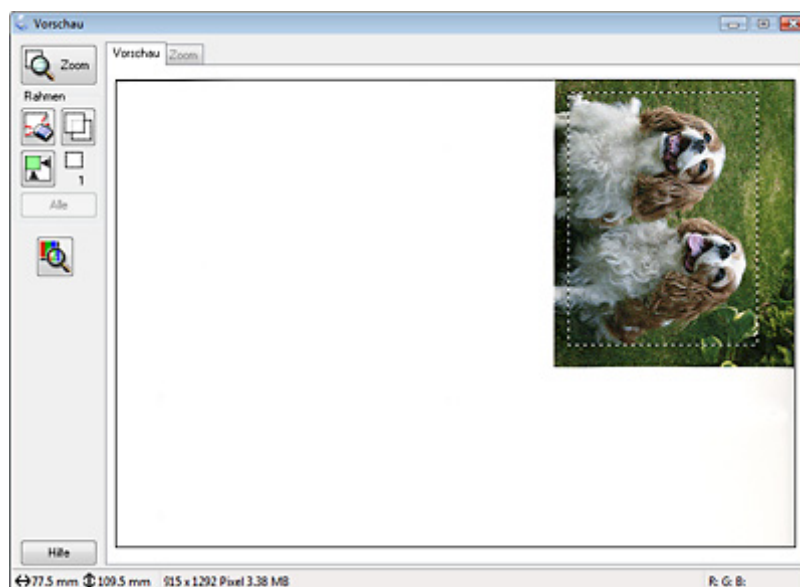 Vorschau
Zoom
Vorschau Zoom
Rahmen
1
Alle
Hilfe
77.5 mm 109.5 mm 915 x 1292 Pixel 3.38 MB R: G: B: